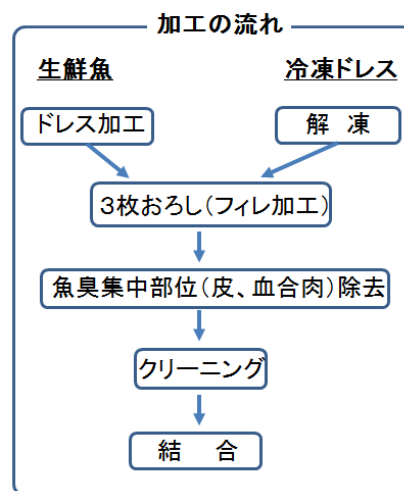 加工の流れ
生鮮魚
冷凍ドレス
ドレス加工
解 凍
3枚おろし(フィレ加工)
魚臭集中部位(皮、血合肉)除去
クリーニング
結 合